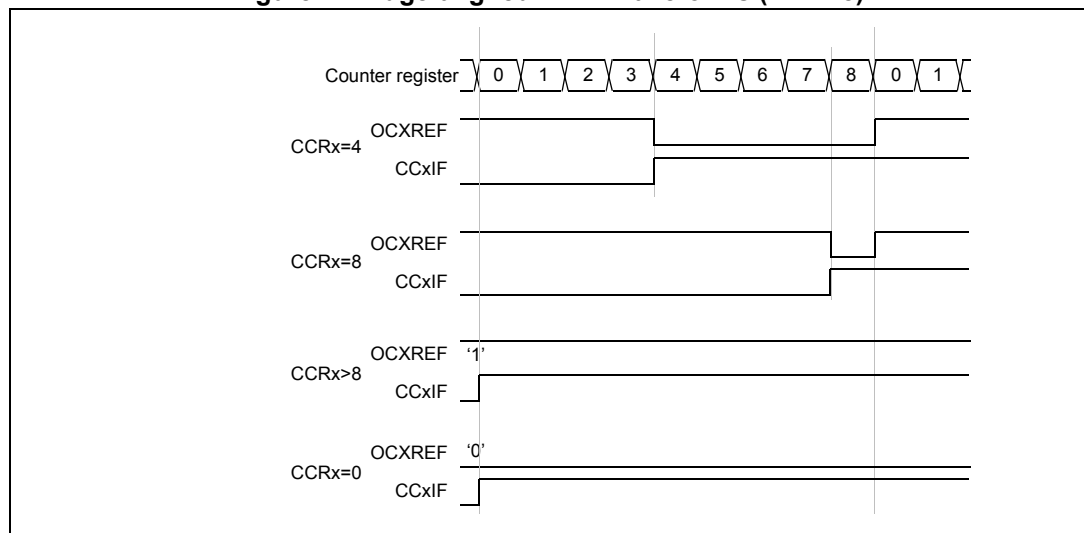 Counter register 0 1 2 3 4 5 6 7 8 0 1
CCRx=4
OCXREF
CCxIF
CCRx=8
OCXREF
CCxIF
CCRx>8
OCXREF '1'
CCxIF
CCRx=0
OCXREF '0'
CCxIF